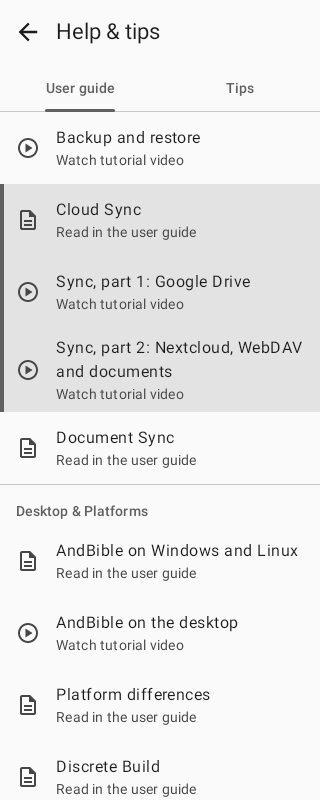 Help & tips
User guide
Tips
Backup and restore
Watch tutorial video
Cloud Sync
Read in the user guide
Sync, part 1: Google Drive
Watch tutorial video
Sync, part 2: Nextcloud, WebDAV
and documents
Watch tutorial video
Document Sync
Read in the user guide
Desktop & Platforms
AndBible on Windows and Linux
Read in the user guide
AndBible on the desktop
Watch tutorial video
Platform differences
Read in the user guide
Discrete Build
Read in the user guide